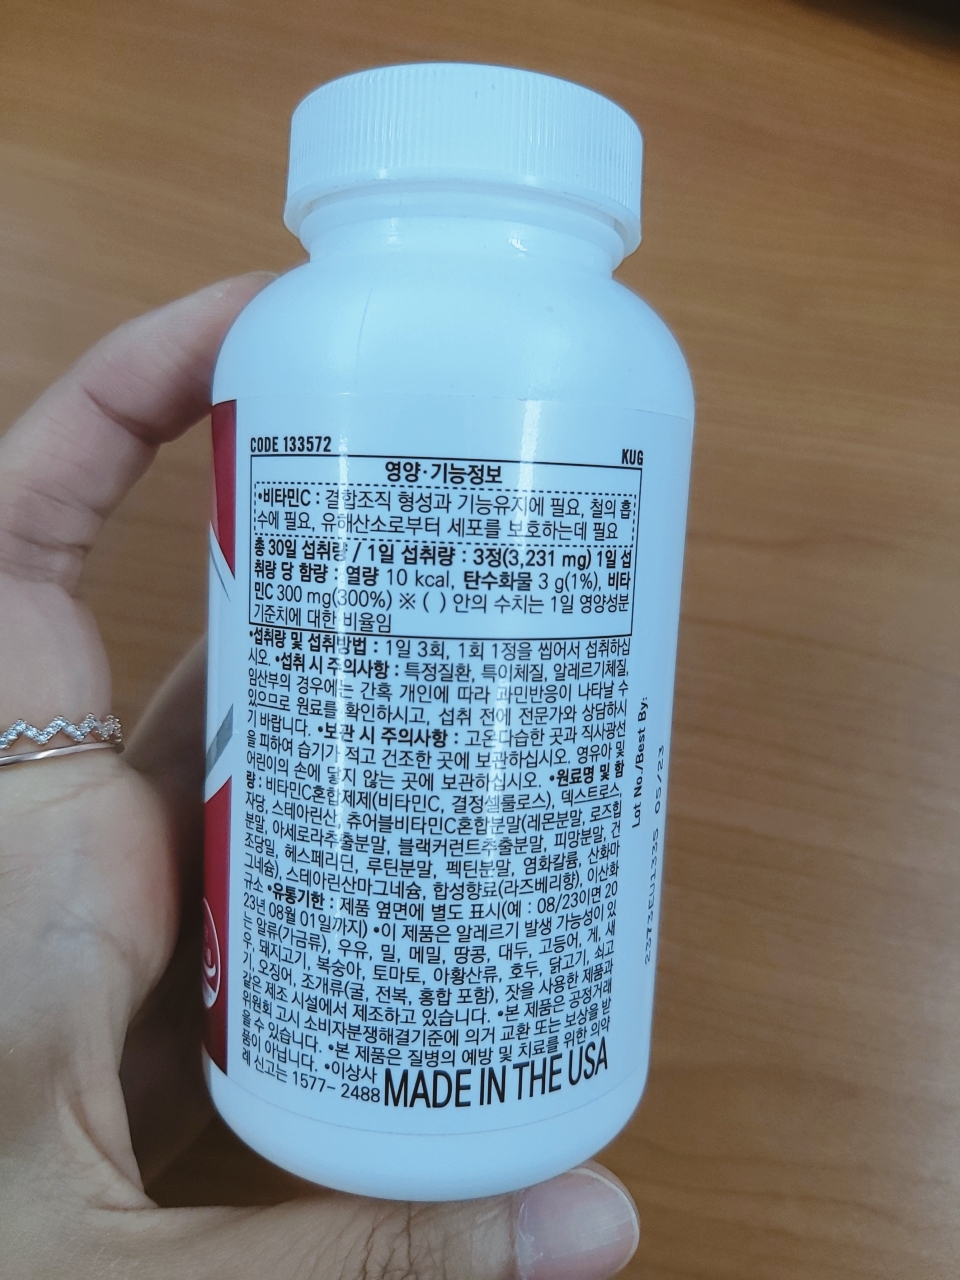 CODE 133572
KUG
영양·기능정보
•비타민C : 결합조직 형성과 기능유지에 필요, 철의 흡
수에 필요, 유해산소로부터 세포를 보호하는데 필요
총 30일 섭취량 / 1일 섭취량 : 3정(3,231 mg) 1일 섭
취량 당 함량 : 열량 10 kcal, 탄수화물 3 g(1%), 비타
민C 300 mg(300%) ※ ( ) 안의 수치는 1일 영양성분
기준치에 대한 비율임
•섭취량 및 섭취방법 : 1일 3회, 1회 1정을 씹어서 섭취하십
시오. •섭취 시 주의사항 : 특정질환, 특이체질, 알레르기체질,
임산부의 경우에는 간혹 개인에 따라 과민반응이 나타날 수
있으므로 원료를 확인하시고, 섭취 전에 전문가와 상담하시
기 바랍니다. •보관 시 주의사항 : 고온다습한 곳과 직사광선
을 피하여 습기가 적고 건조한 곳에 보관하십시오. 영유아 및
어린이의 손에 닿지 않는 곳에 보관하십시오. •원료명 및 함
량 : 비타민C혼합제제(비타민C, 결정셀룰로스), 덱스트로스,
자당, 스테아린산, 츄어블비타민C혼합분말(레몬분말, 로즈힙
분말, 아세로라추출분말, 블랙커런트추출분말, 피망분말, 건
조당밀, 헤스페리딘, 루틴분말, 펙틴분말, 염화칼륨, 산화마
그네슘), 스테아린산마그네슘, 합성향료(라즈베리향), 이산화
규소 •유통기한 : 제품 옆면에 별도 표시(예 : 08/23이면 20
23년 08월 01일까지) •이 제품은 알레르기 발생 가능성이 있
는 알류(가금류), 우유, 밀, 메밀, 땅콩, 대두, 고등어, 게, 새
우, 돼지고기, 복숭아, 토마토, 아황산류, 호두, 닭고기, 쇠고
기, 오징어, 조개류(굴, 전복, 홍합 포함), 잣을 사용한 제품과
같은 제조 시설에서 제조하고 있습니다. •본 제품은 공정거래
위원회 고시 소비자분쟁해결기준에 의거 교환 또는 보상을 받
을 수 있습니다. •본 제품은 질병의 예방 및 치료를 위한 의약
품이 아닙니다. •이상사
례 신고는 1577-2488
MADE IN THE USA
Lot No./Best By:
05/23